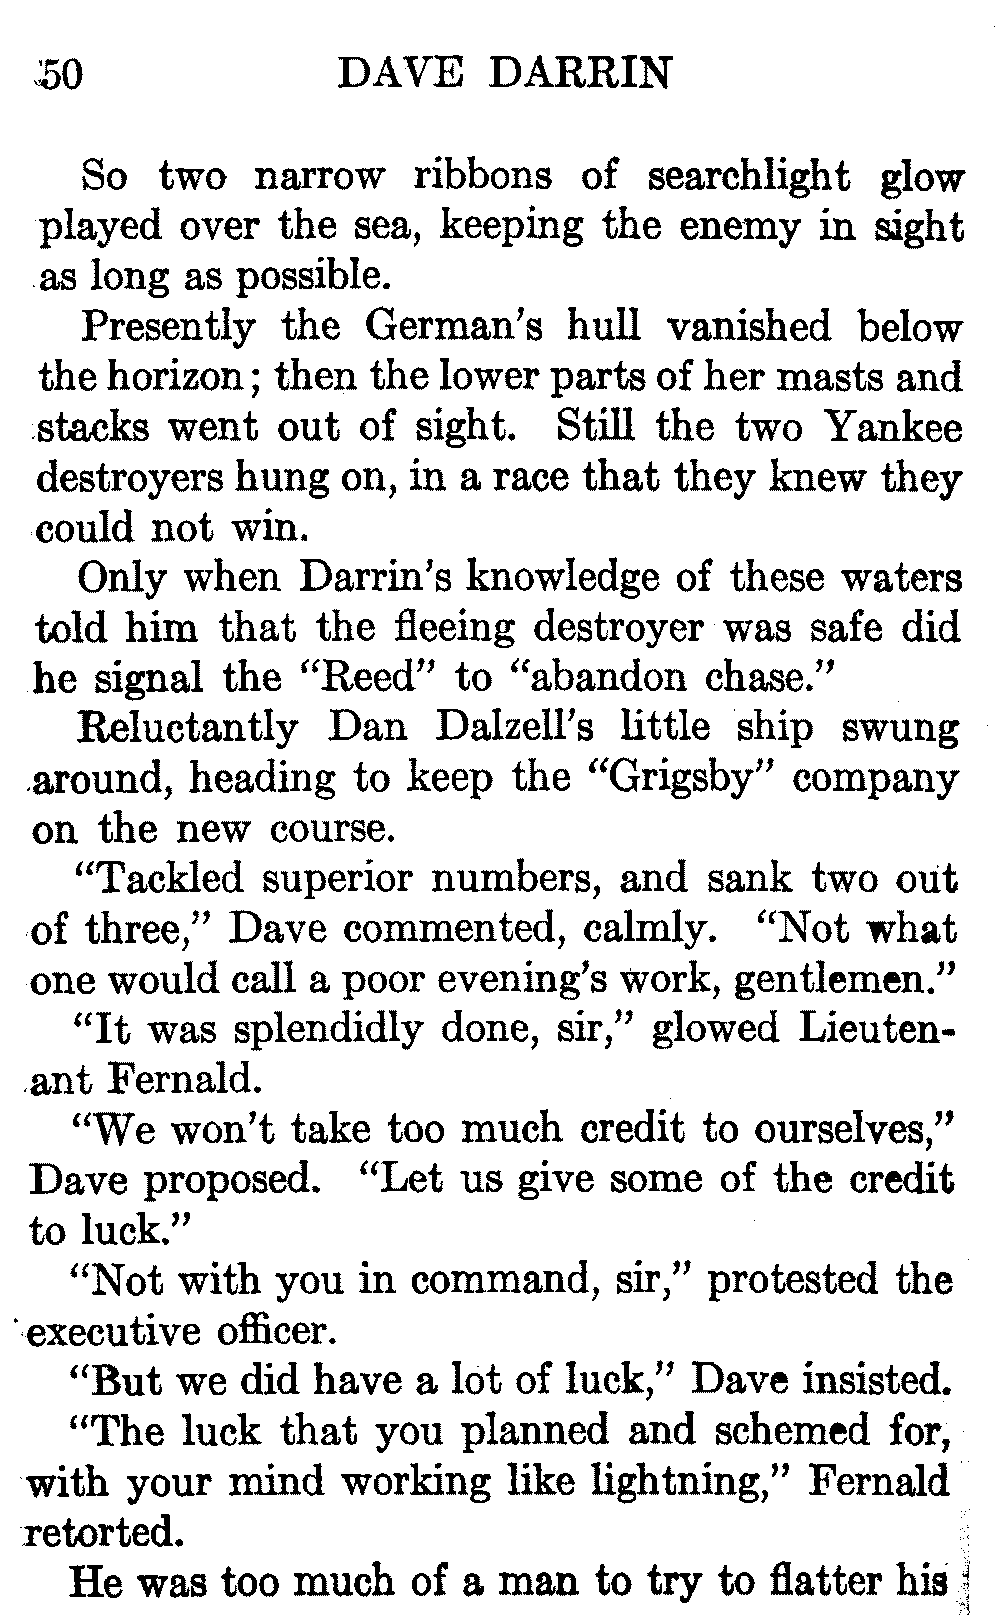 50 DAVE DARRIN
So two narrow ribbons of searchlight glow
played over the sea, keeping the enemy in sight
as long as possible.
Presently the German's hull vanished below
the horizon; then the lower parts of her masts and
stacks went out of sight. Still the two Yankee
destroyers hung on, in a race that they knew they
could not win.
Only when Darrin's knowledge of these waters
told him that the fleeing destroyer was safe did
he signal the “Reed” to “abandon chase.”
Reluctantly Dan Dalzell's little ship swung
around, heading to keep the “Grigsby” company
on the new course.
“Tackled superior numbers, and sank two out
of three,” Dave commented, calmly. “Not what
one would call a poor evening's work, gentlemen.”
“It was splendidly done, sir,” glowed Lieuten-
ant Fernald.
“We won't take too much credit to ourselves,”
Dave proposed. “Let us give some of the credit
to luck.”
“Not with you in command, sir,” protested the
executive officer.
“But we did have a lot of luck,” Dave insisted.
“The luck that you planned and schemed for,
with your mind working like lightning,” Fernald
retorted.
He was too much of a man to try to flatter his